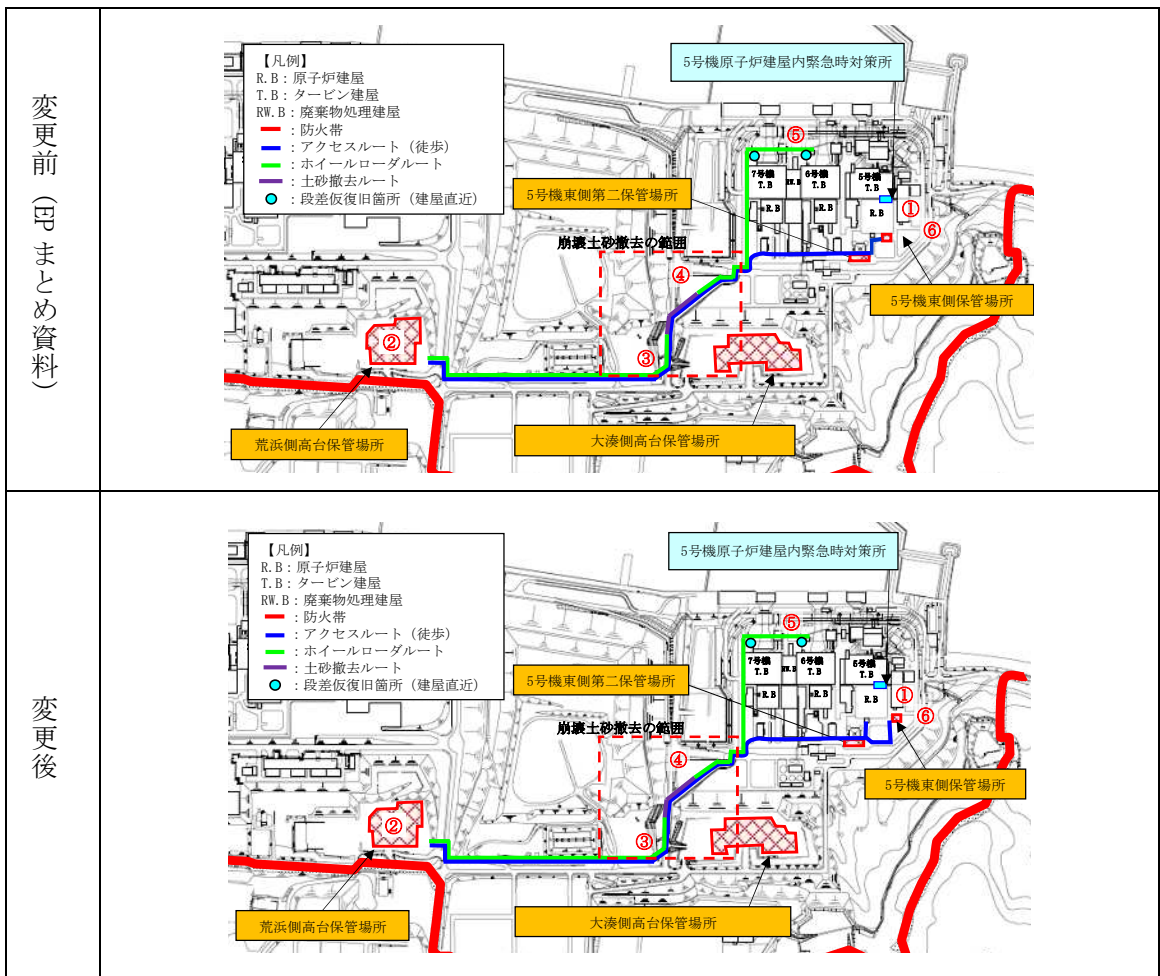 変更前（EP まとめ資料）
【凡例】
R.B：原子炉建屋
T.B：タービン建屋
RW.B：廃棄物処理建屋
：防火帯
：アクセスルート（徒歩）
：ホイールローダルート
：土砂撤去ルート
：段差仮復旧箇所（建屋直近）
5号機原子炉建屋内緊急時対策所
⑤
7号機
T.B
RW.B
6号機
T.B
5号機
T.B
5号機東側第二保管場所
R.B
R.B
R.B
①
⑥
崩壊土砂撤去の範囲
④
5号機東側保管場所
②
③
荒浜側高台保管場所
大湊側高台保管場所
変更後
【凡例】
R.B：原子炉建屋
T.B：タービン建屋
RW.B：廃棄物処理建屋
：防火帯
：アクセスルート（徒歩）
：ホイールローダルート
：土砂撤去ルート
：段差仮復旧箇所（建屋直近）
5号機原子炉建屋内緊急時対策所
⑤
7号機
T.B
RW.B
6号機
T.B
5号機
T.B
5号機東側第二保管場所
R.B
R.B
R.B
①
⑥
崩壊土砂撤去の範囲
④
5号機東側保管場所
②
③
荒浜側高台保管場所
大湊側高台保管場所